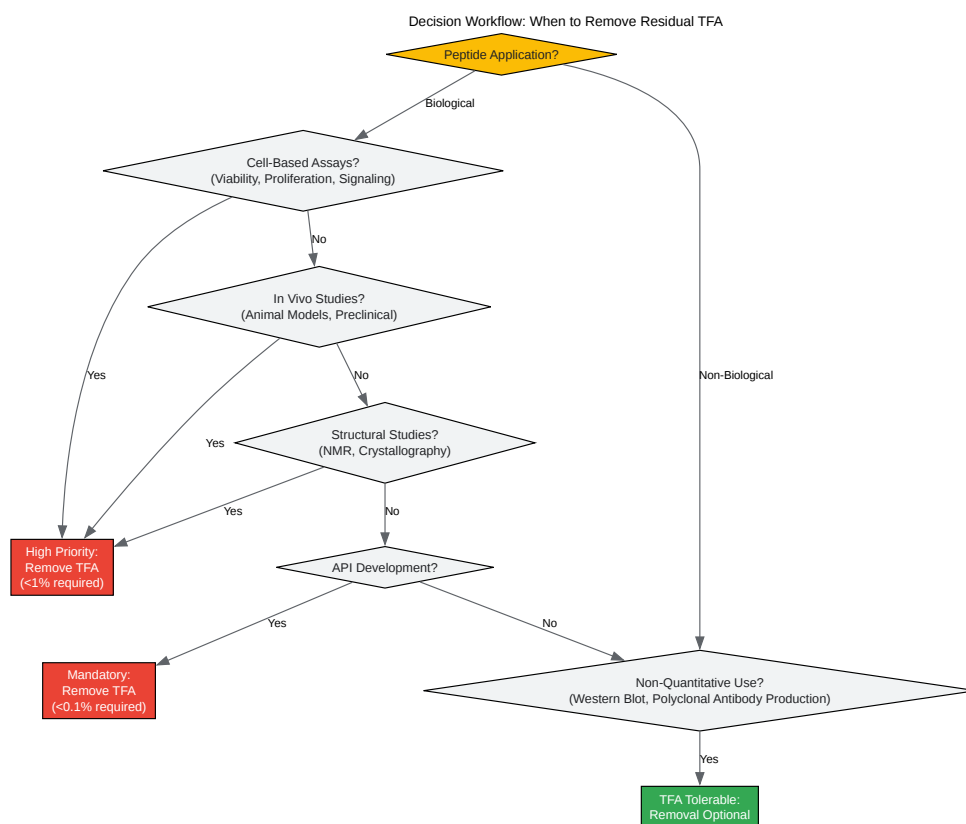 Decision Workflow: When to Remove Residual TFA
Peptide Application?
Biological
Cell-Based Assays?
(Viability, Proliferation, Signaling)
No
In Vivo Studies?
(Animal Models, Preclinical)
Yes
No
Non-Biological
Structural Studies?
(NMR, Crystallography)
Yes
Yes
No
High Priority:
Remove TFA
(<1% required)
API Development?
Yes
No
Mandatory:
Remove TFA
(<0.1% required)
Non-Quantitative Use?
(Western Blot, Polyclonal Antibody Production)
Yes
TFA Tolerable:
Removal Optional